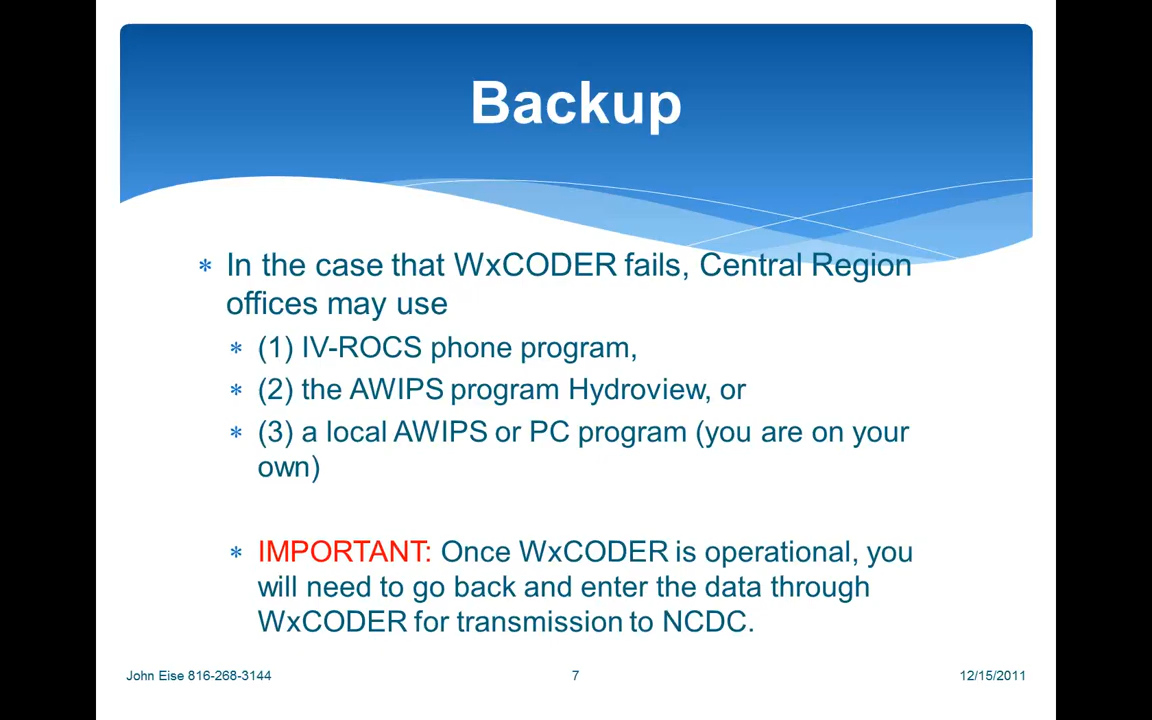 Backup
* In the case that WxCODER fails, Central Region
offices may use
* (1) IV-ROCS phone program,
* (2) the AWIPS program Hydroview, or
* (3) a local AWIPS or PC program (you are on your
own)
* IMPORTANT: Once WxCODER is operational, you
will need to go back and enter the data through
WxCODER for transmission to NCDC.
John Eise 816-268-3144 7 12/15/2011